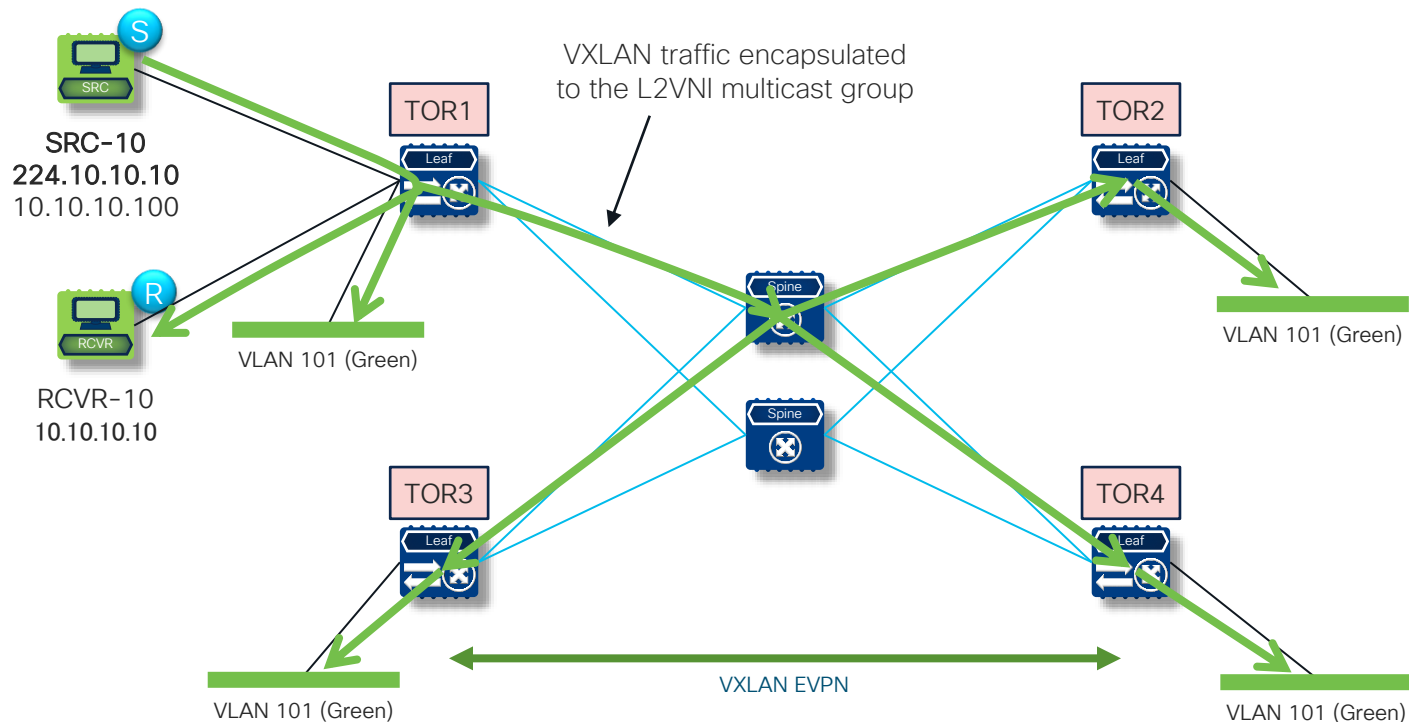 S
SRC
SRC-10
224.10.10.10
10.10.10.100
VXLAN traffic encapsulated
to the L2VNI multicast group
TOR1
Leaf
TOR2
Leaf
R
RCVR
RCVR-10
10.10.10.10
VLAN 101 (Green)
Spine
VLAN 101 (Green)
Spine
TOR3
Leaf
TOR4
Leaf
VLAN 101 (Green)
VXLAN EVPN
VLAN 101 (Green)